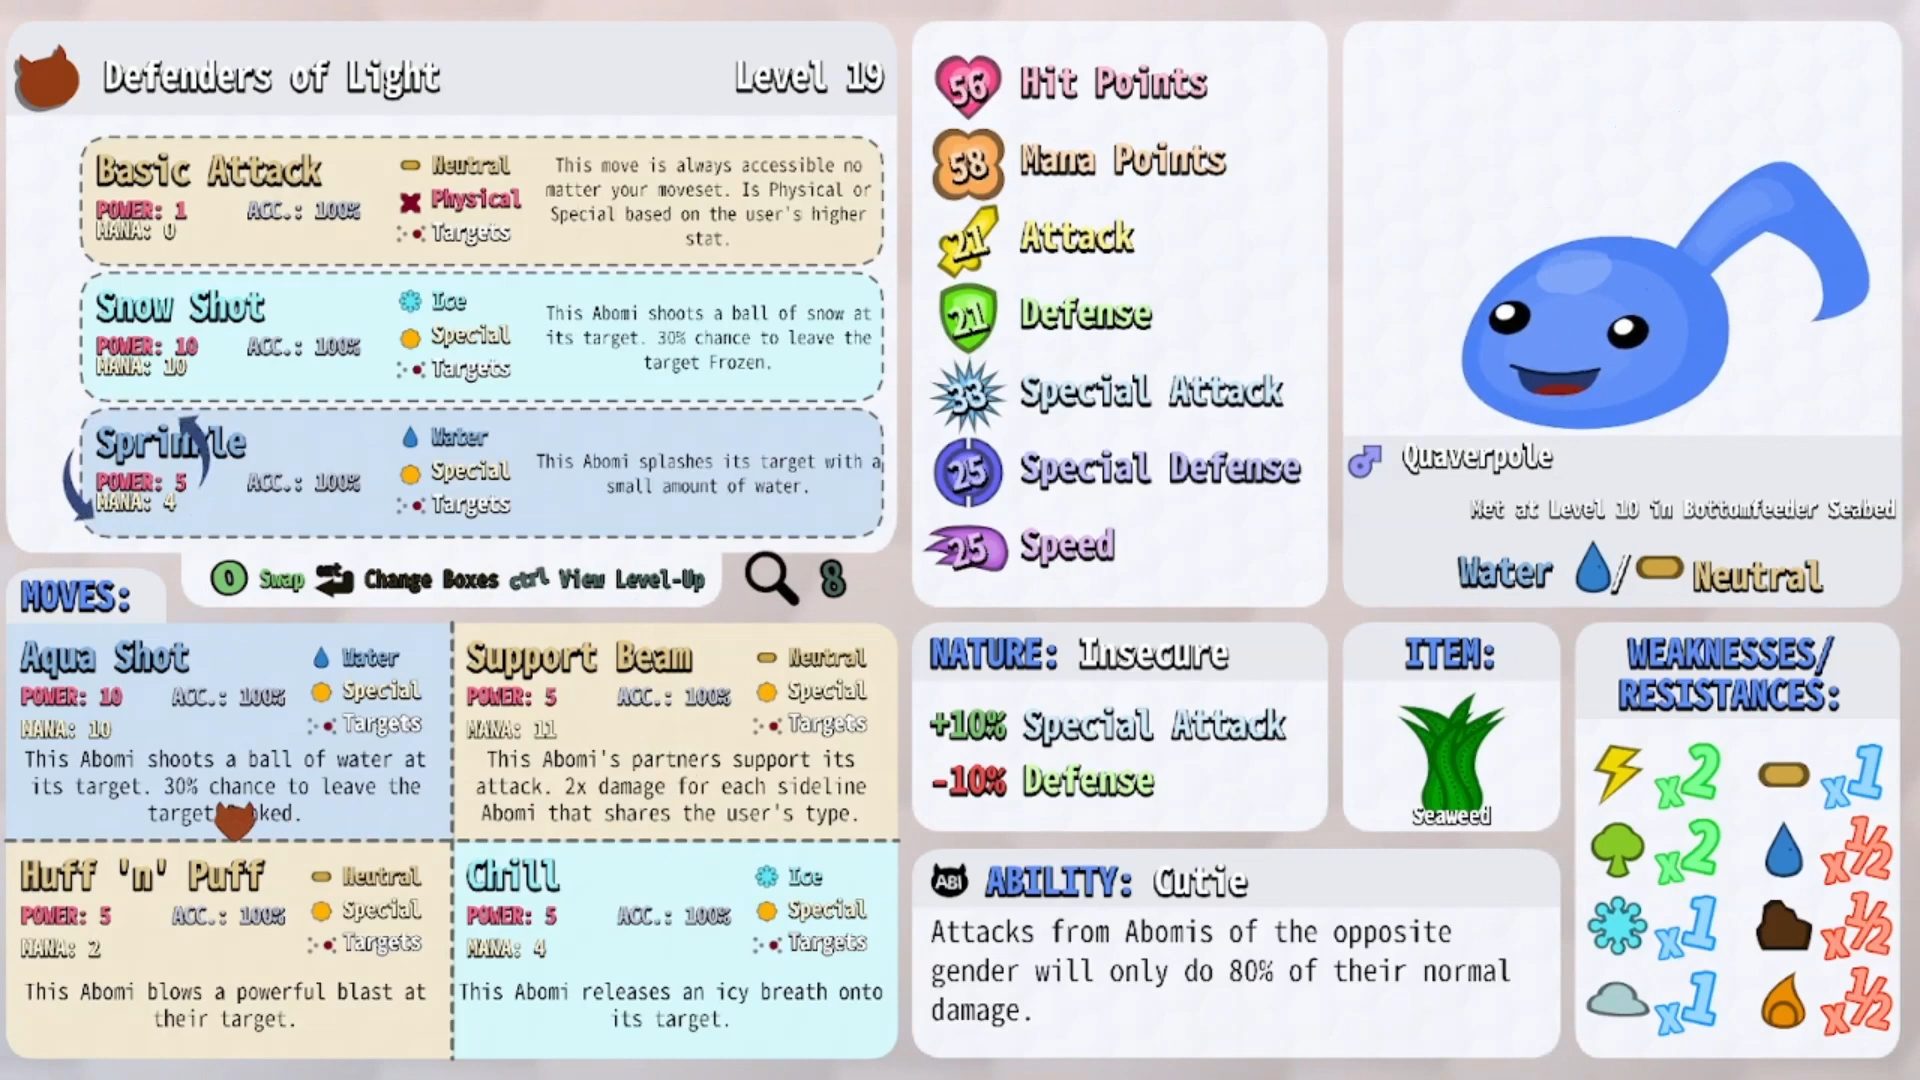 Defenders of Light
Level 19
Basic Attack
POWER: 1
ACC.: 100%
MANA: 0
Neutral
Physical
Targets
This move is always accessible no
matter your moveset. Is Physical or
Special based on the user's higher
stat.
Snow Shot
POWER: 10
ACC.: 100%
MANA: 10
Ice
Special
Targets
This Abomi shoots a ball of snow at
its target. 30% chance to leave the
target Frozen.
Sprinkle
POWER: 5
ACC.: 100%
MANA: 4
Water
Special
Targets
This Abomi splashes its target with a
small amount of water.
O Swap ent Change Boxes ctrl View Level-Up
8
MOVES:
Aqua Shot
POWER: 10
ACC.: 100%
MANA: 10
Water
Special
Targets
This Abomi shoots a ball of water at
its target. 30% chance to leave the
target
Support Beam
POWER: 5
ACC.: 100%
MANA: 11
Neutral
Special
Targets
This Abomi's partners support its
attack. 2x damage for each sideline
Abomi that shares the user's type.
Huff 'n' Puff
POWER: 5
ACC.: 100%
MANA: 2
Neutral
Special
Targets
This Abomi blows a powerful blast at
their target.
Chill
POWER: 5
ACC.: 100%
MANA: 4
Ice
Special
Targets
This Abomi releases an icy breath onto
its target.
56 Hit Points
58 Mana Points
21 Attack
21 Defense
33 Special Attack
25 Special Defense
25 Speed
Quaverpole
Met at Level 10 in Bottomfeeder Seabed
Water / Neutral
NATURE: Insecure
+10% Special Attack
-10% Defense
ITEM:
Seaweed
ABI ABILITY: Cutie
Attacks from Abomis of the opposite
gender will only do 80% of their normal
damage.
WEAKNESSES/
RESISTANCES:
x2 x1
x2 x½
x1 x½
x1 x½